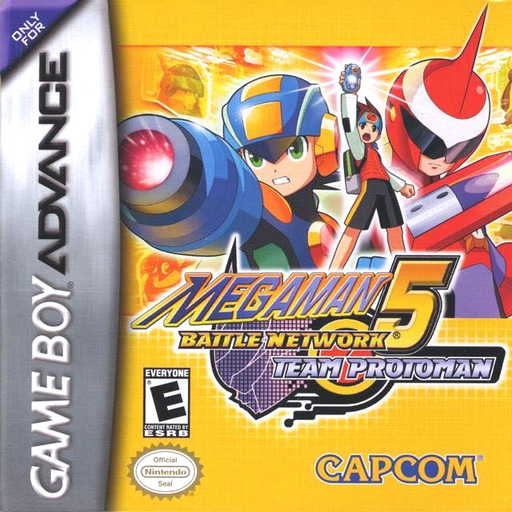 ONLY
FOR
GAME BOY ADVANCE
MEGAMAN 5
BATTLE NETWORK®
TEAM PROTOMAN
EVERYONE
E
CONTENT RATED BY
ESRB
Official
Nintendo
Seal
CAPCOM®